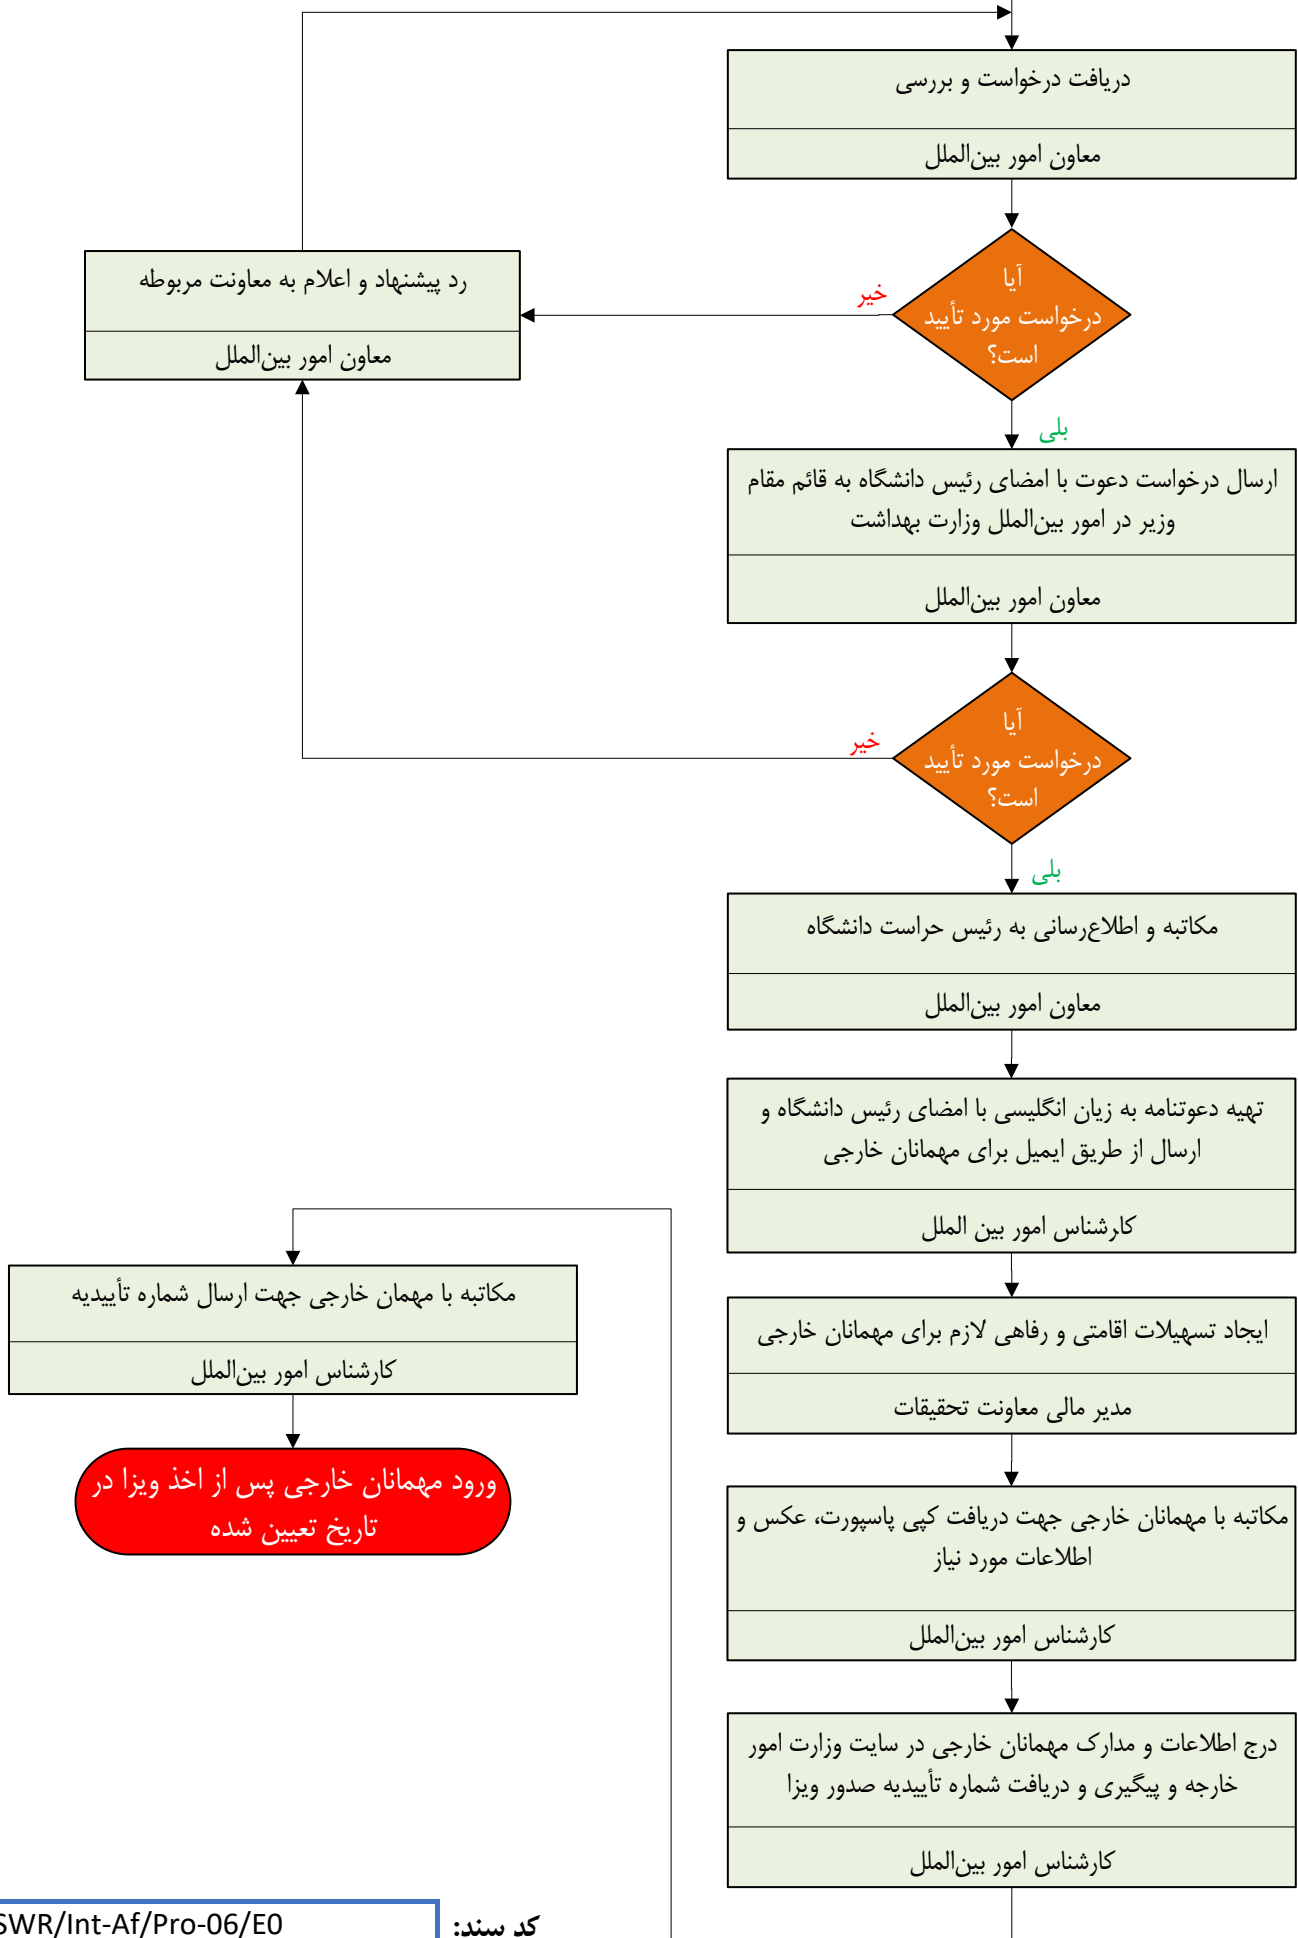 دریافت درخواست و بررسی
معاون امور بین‌الملل
آیا
درخواست مورد تأیید
است؟
خیر
رد پیشنهاد و اعلام به معاونت مربوطه
معاون امور بین‌الملل
بلی
ارسال درخواست دعوت با امضای رئیس دانشگاه به قائم مقام
وزیر در امور بین‌الملل وزارت بهداشت
معاون امور بین‌الملل
آیا
درخواست مورد تأیید
است؟
خیر
بلی
مکاتبه و اطلاع‌رسانی به رئیس حراست دانشگاه
معاون امور بین‌الملل
تهیه دعوتنامه به زیان انگلیسی با امضای رئیس دانشگاه و
ارسال از طریق ایمیل برای مهمانان خارجی
کارشناس امور بین الملل
ایجاد تسهیلات اقامتی و رفاهی لازم برای مهمانان خارجی
مدیر مالی معاونت تحقیقات
مکاتبه با مهمانان خارجی جهت دریافت کپی پاسپورت، عکس و
اطلاعات مورد نیاز
کارشناس امور بین‌الملل
درج اطلاعات و مدارک مهمانان خارجی در سایت وزارت امور
خارجه و پیگیری و دریافت شماره تأییدیه صدور ویزا
کارشناس امور بین‌الملل
مکاتبه با مهمان خارجی جهت ارسال شماره تأییدیه
کارشناس امور بین‌الملل
ورود مهمانان خارجی پس از اخذ ویزا در
تاریخ تعیین شده
کد سند:
SWR/Int-Af/Pro-06/E0